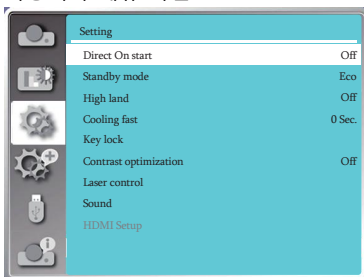 Setting
Direct On start Off
Standby mode Eco
High land Off
Cooling fast 0 Sec.
Key lock
Contrast optimization Off
Laser control
Sound
HDMI Setup